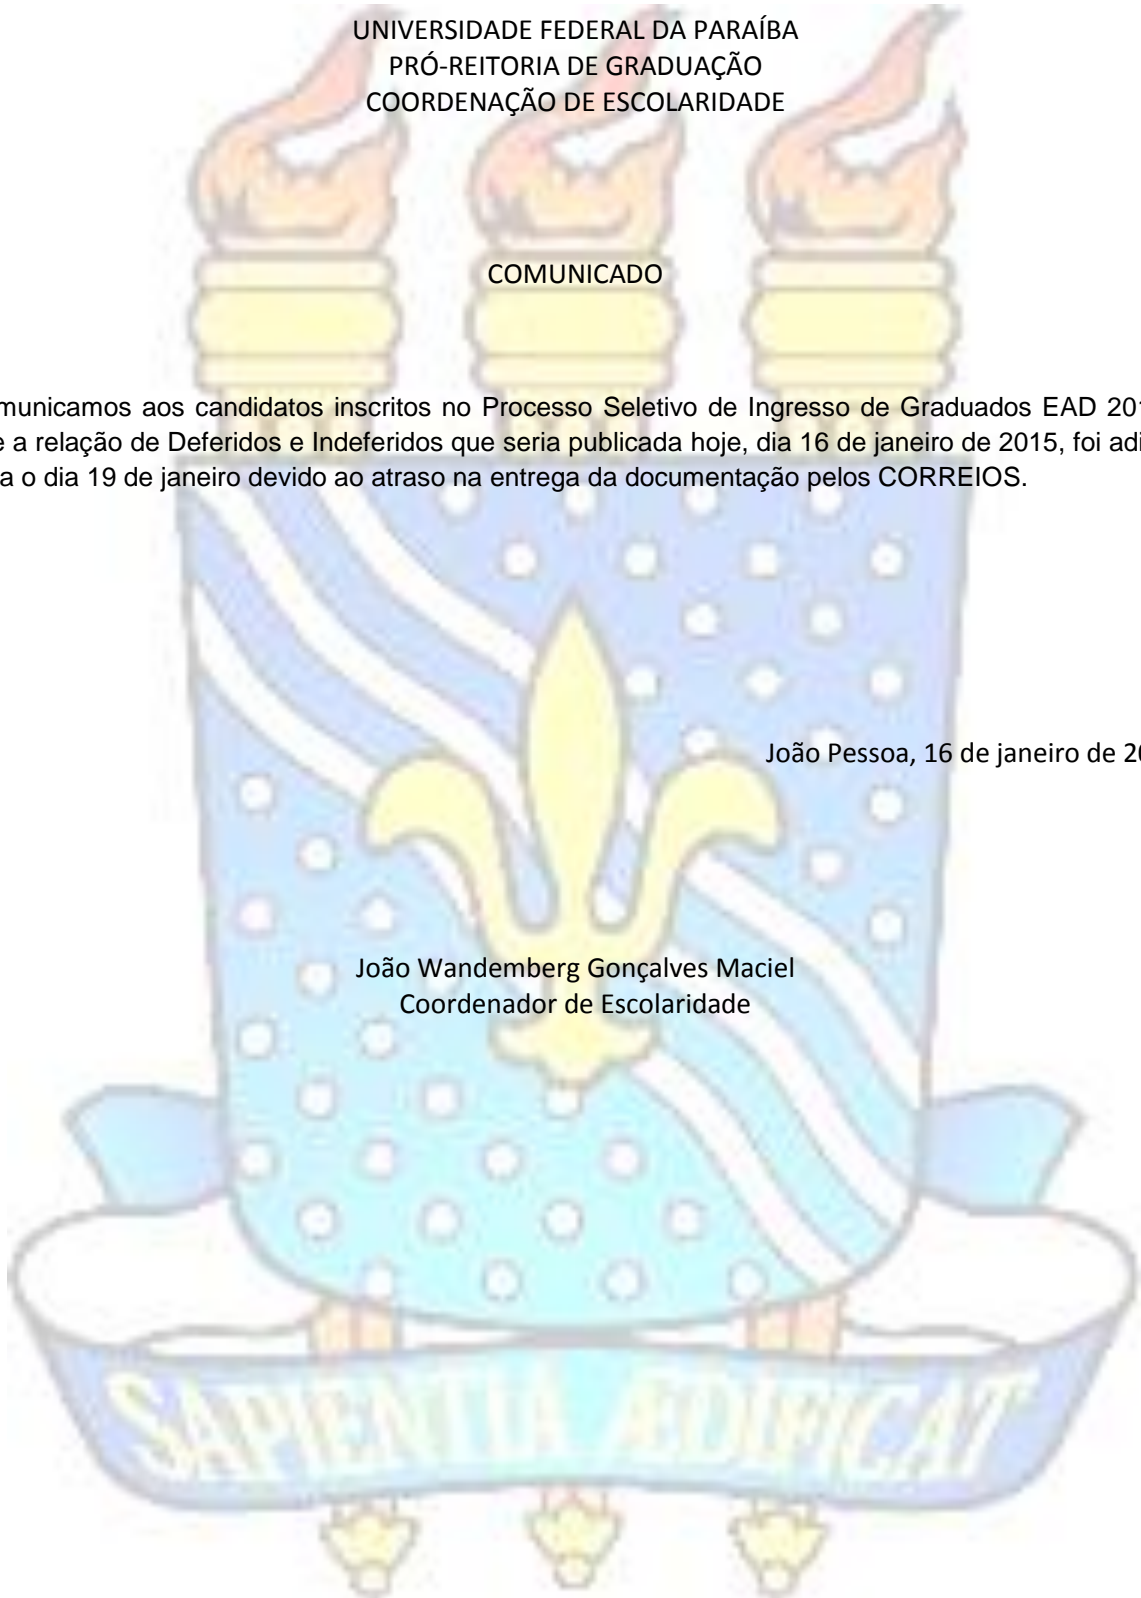 UNIVERSIDADE FEDERAL DA PARAÍBA
PRÓ-REITORIA DE GRADUAÇÃO
COORDENAÇÃO DE ESCOLARIDADE
COMUNICADO
municamos aos candidatos inscritos no Processo Seletivo de Ingresso de Graduados EAD 201
e a relação de Deferidos e Indeferidos que seria publicada hoje, dia 16 de janeiro de 2015, foi adi
a o dia 19 de janeiro devido ao atraso na entrega da documentação pelos CORREIOS.
João Pessoa, 16 de janeiro de 20
João Wandemberg Gonçalves Maciel
Coordenador de Escolaridade
SAPIENTIA ÆDIFICAT